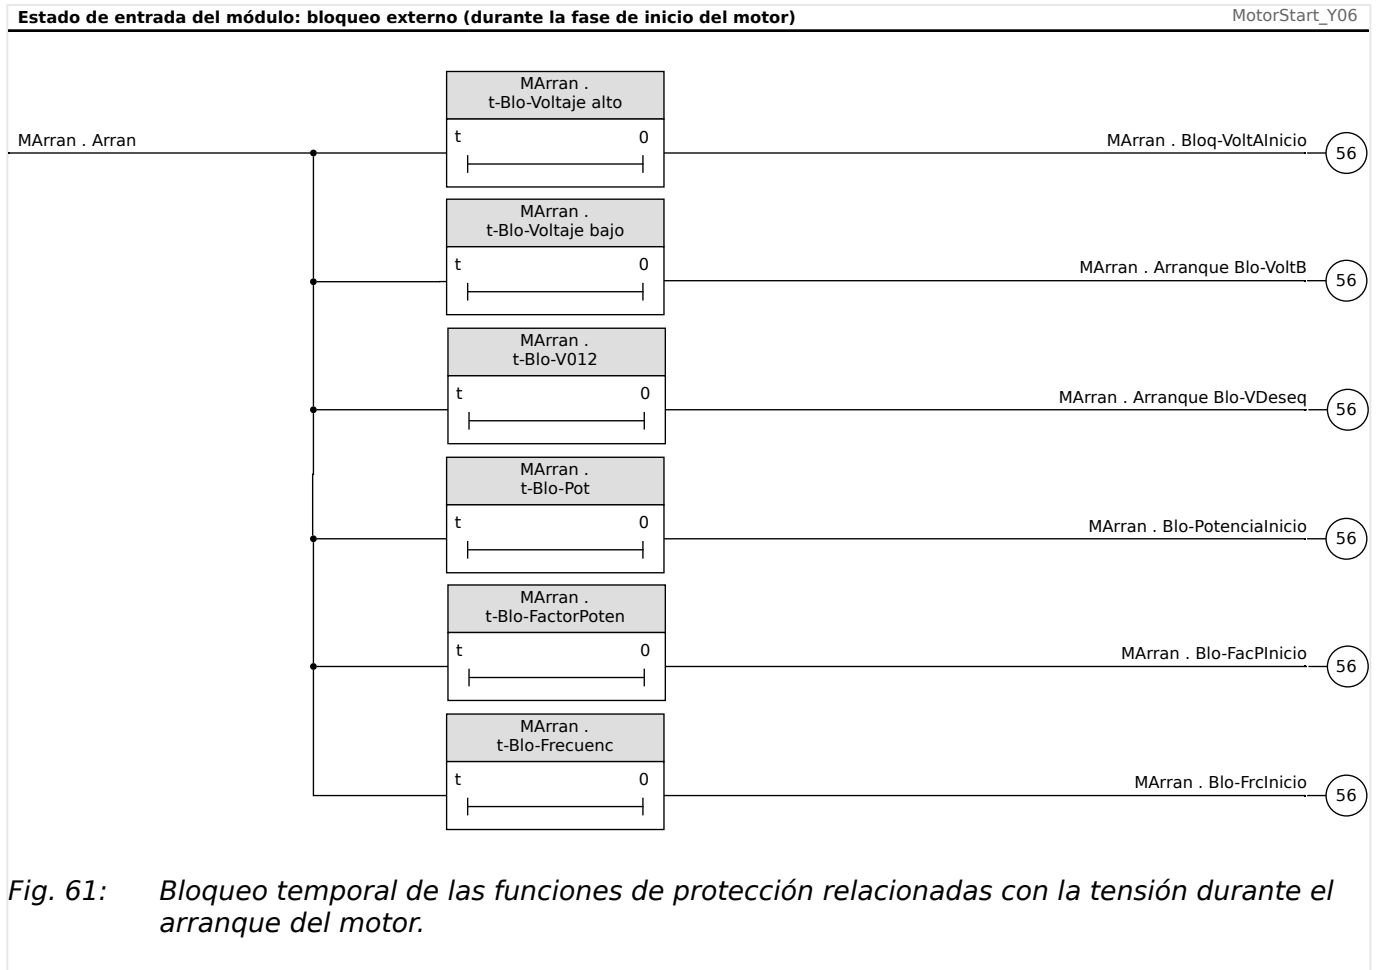 Estado de entrada del módulo: bloqueo externo (durante la fase de inicio del motor)
MotorStart_Y06
MArran .
t-Blo-Voltaje alto
MArran . Arran
t 0
MArran . Bloq-VoltAInicio
56
MArran .
t-Blo-Voltaje bajo
t 0
MArran . Arranque Blo-VoltB
56
MArran .
t-Blo-V012
t 0
MArran . Arranque Blo-VDeseq
56
MArran .
t-Blo-Pot
t 0
MArran . Blo-PotenciaInicio
56
MArran .
t-Blo-FactorPoten
t 0
MArran . Blo-FacPInicio
56
MArran .
t-Blo-Frecuenc
t 0
MArran . Blo-FrcInicio
56
Fig. 61: Bloqueo temporal de las funciones de protección relacionadas con la tensión durante el
arranque del motor.